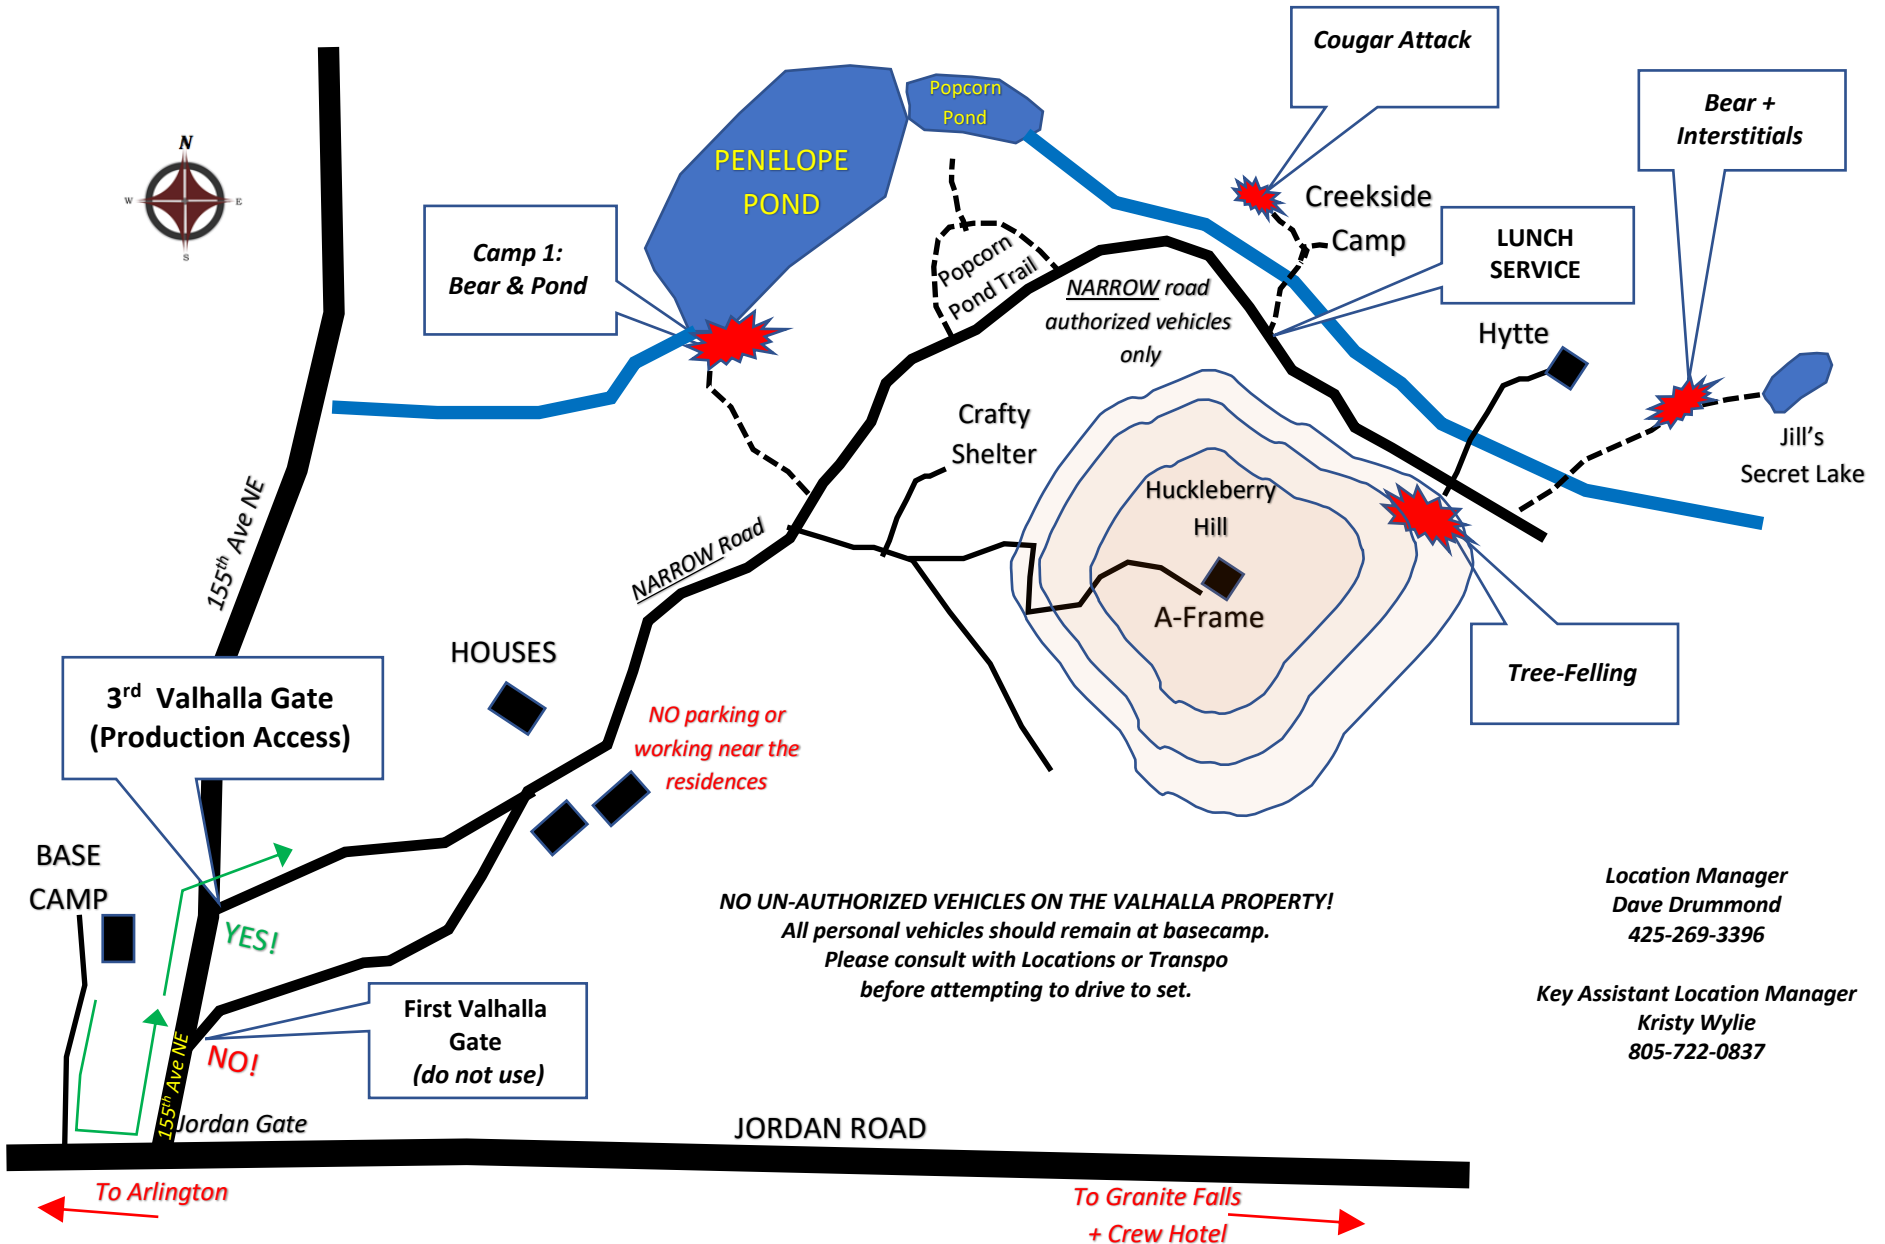 Cougar Attack
Bear +
Interstitials
Popcorn
Pond
PENELOPE
POND
N
W
E
S
Creekside
Camp
LUNCH
SERVICE
Camp 1:
Bear & Pond
Popcorn
Pond Trail
NARROW road
authorized vehicles
only
Hytte
Crafty
Shelter
Jill's
Secret Lake
Huckleberry
Hill
155th Ave NE
NARROW Road
A-Frame
HOUSES
Tree-Felling
3rd Valhalla Gate
(Production Access)
NO parking or
working near the
residences
BASE
CAMP
YES!
NO UN-AUTHORIZED VEHICLES ON THE VALHALLA PROPERTY!
All personal vehicles should remain at basecamp.
Please consult with Locations or Transpo
before attempting to drive to set.
Location Manager
Dave Drummond
425-269-3396
Key Assistant Location Manager
Kristy Wylie
805-722-0837
First Valhalla
Gate
(do not use)
NO!
155th Ave NE
Jordan Gate
JORDAN ROAD
To Arlington
To Granite Falls
+ Crew Hotel